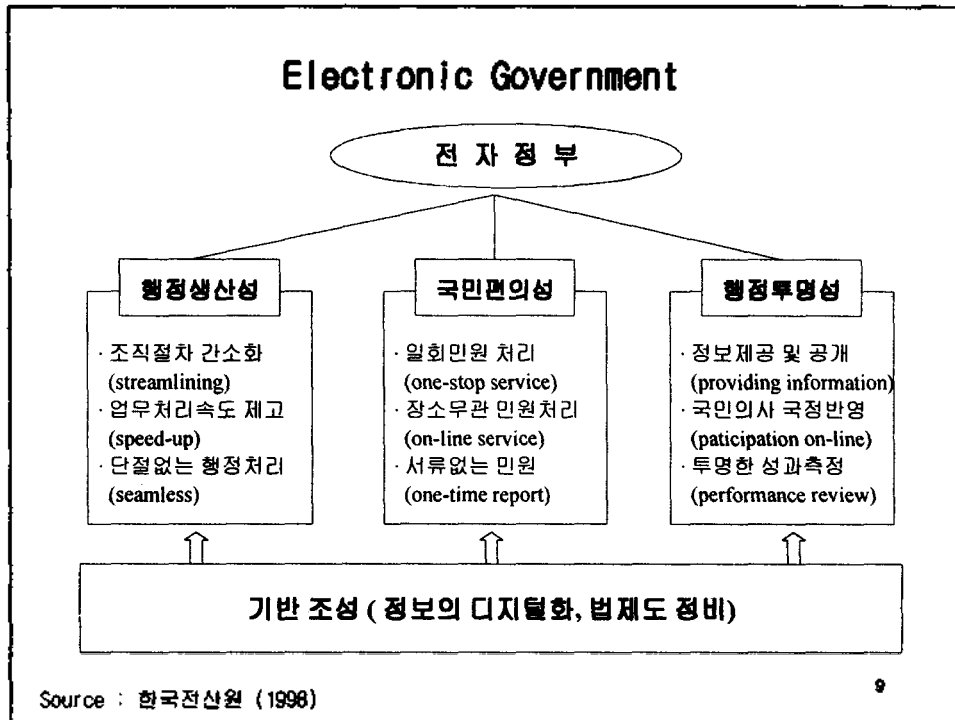 Electronic Government
전 자 정 부
행정생산성
· 조직절차 간소화
(streamlining)
· 업무처리속도 제고
(speed-up)
· 단절없는 행정처리
(seamless)
국민편의성
· 일회민원 처리
(one-stop service)
· 장소무관 민원처리
(on-line service)
· 서류없는 민원
(one-time report)
행정투명성
· 정보제공 및 공개
(providing information)
· 국민의사 국정반영
(paticipation on-line)
· 투명한 성과측정
(performance review)
기반 조성 ( 정보의 디지털화, 법제도 정비)
Source : 한국전산원 (1998)
9